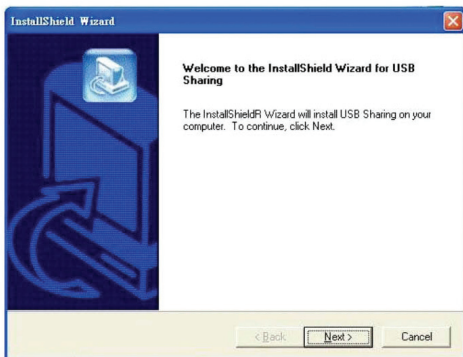 InstallShield Wizard
Welcome to the InstallShield Wizard for USB
Sharing
The InstallShieldR Wizard will install USB Sharing on your
computer. To continue, click Next.
< Back
Next >
Cancel